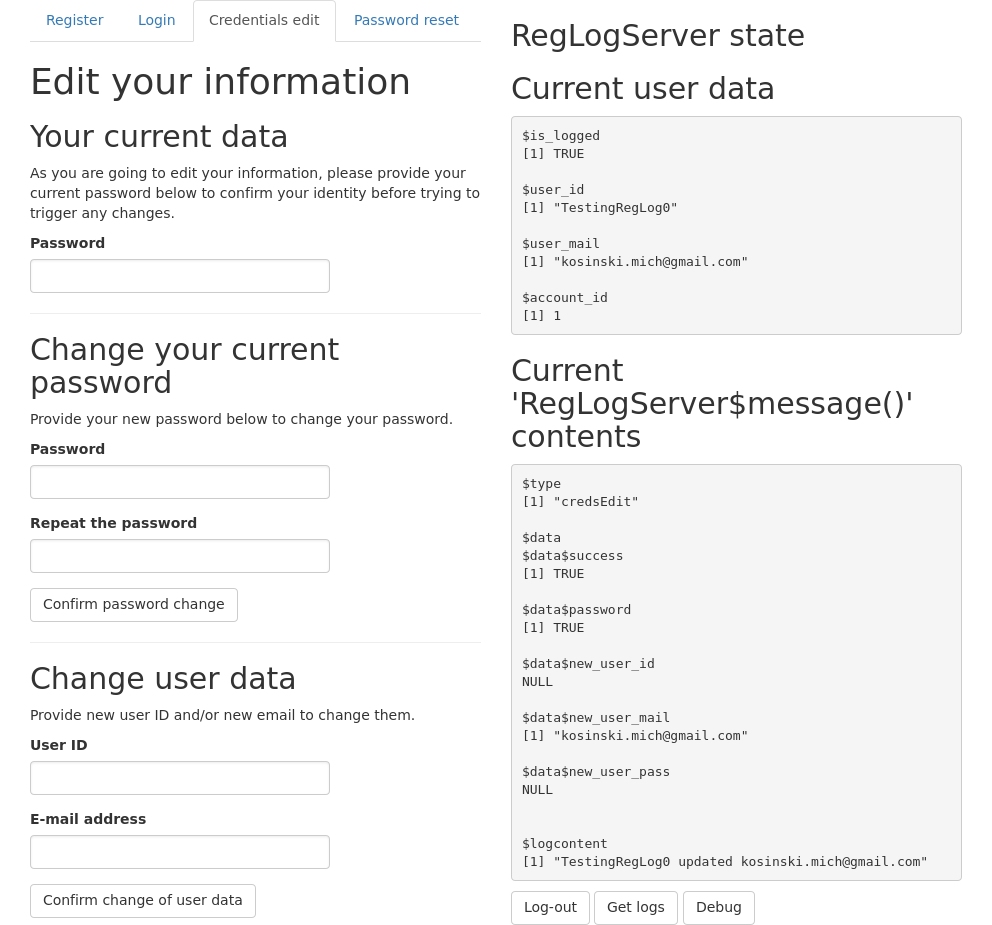 Register Login Credentials edit Password reset
Edit your information
Your current data
As you are going to edit your information, please provide your
current password below to confirm your identity before trying to
trigger any changes.
Password
Change your current
password
Provide your new password below to change your password.
Password
Repeat the password
Confirm password change
Change user data
Provide new user ID and/or new email to change them.
User ID
E-mail address
Confirm change of user data
RegLogServer state
Current user data
$is_logged
[1] TRUE
$user_id
[1] "TestingRegLog0"
$user_mail
[1] "kosinski.mich@gmail.com"
$account_id
[1] 1
Current
'RegLogServer$message()'
contents
$type
[1] "credsEdit"
$data
$data$success
[1] TRUE
$data$password
[1] TRUE
$data$new_user_id
NULL
$data$new_user_mail
[1] "kosinski.mich@gmail.com"
$data$new_user_pass
NULL
$logcontent
[1] "TestingRegLog0 updated kosinski.mich@gmail.com"
Log-out Get logs Debug